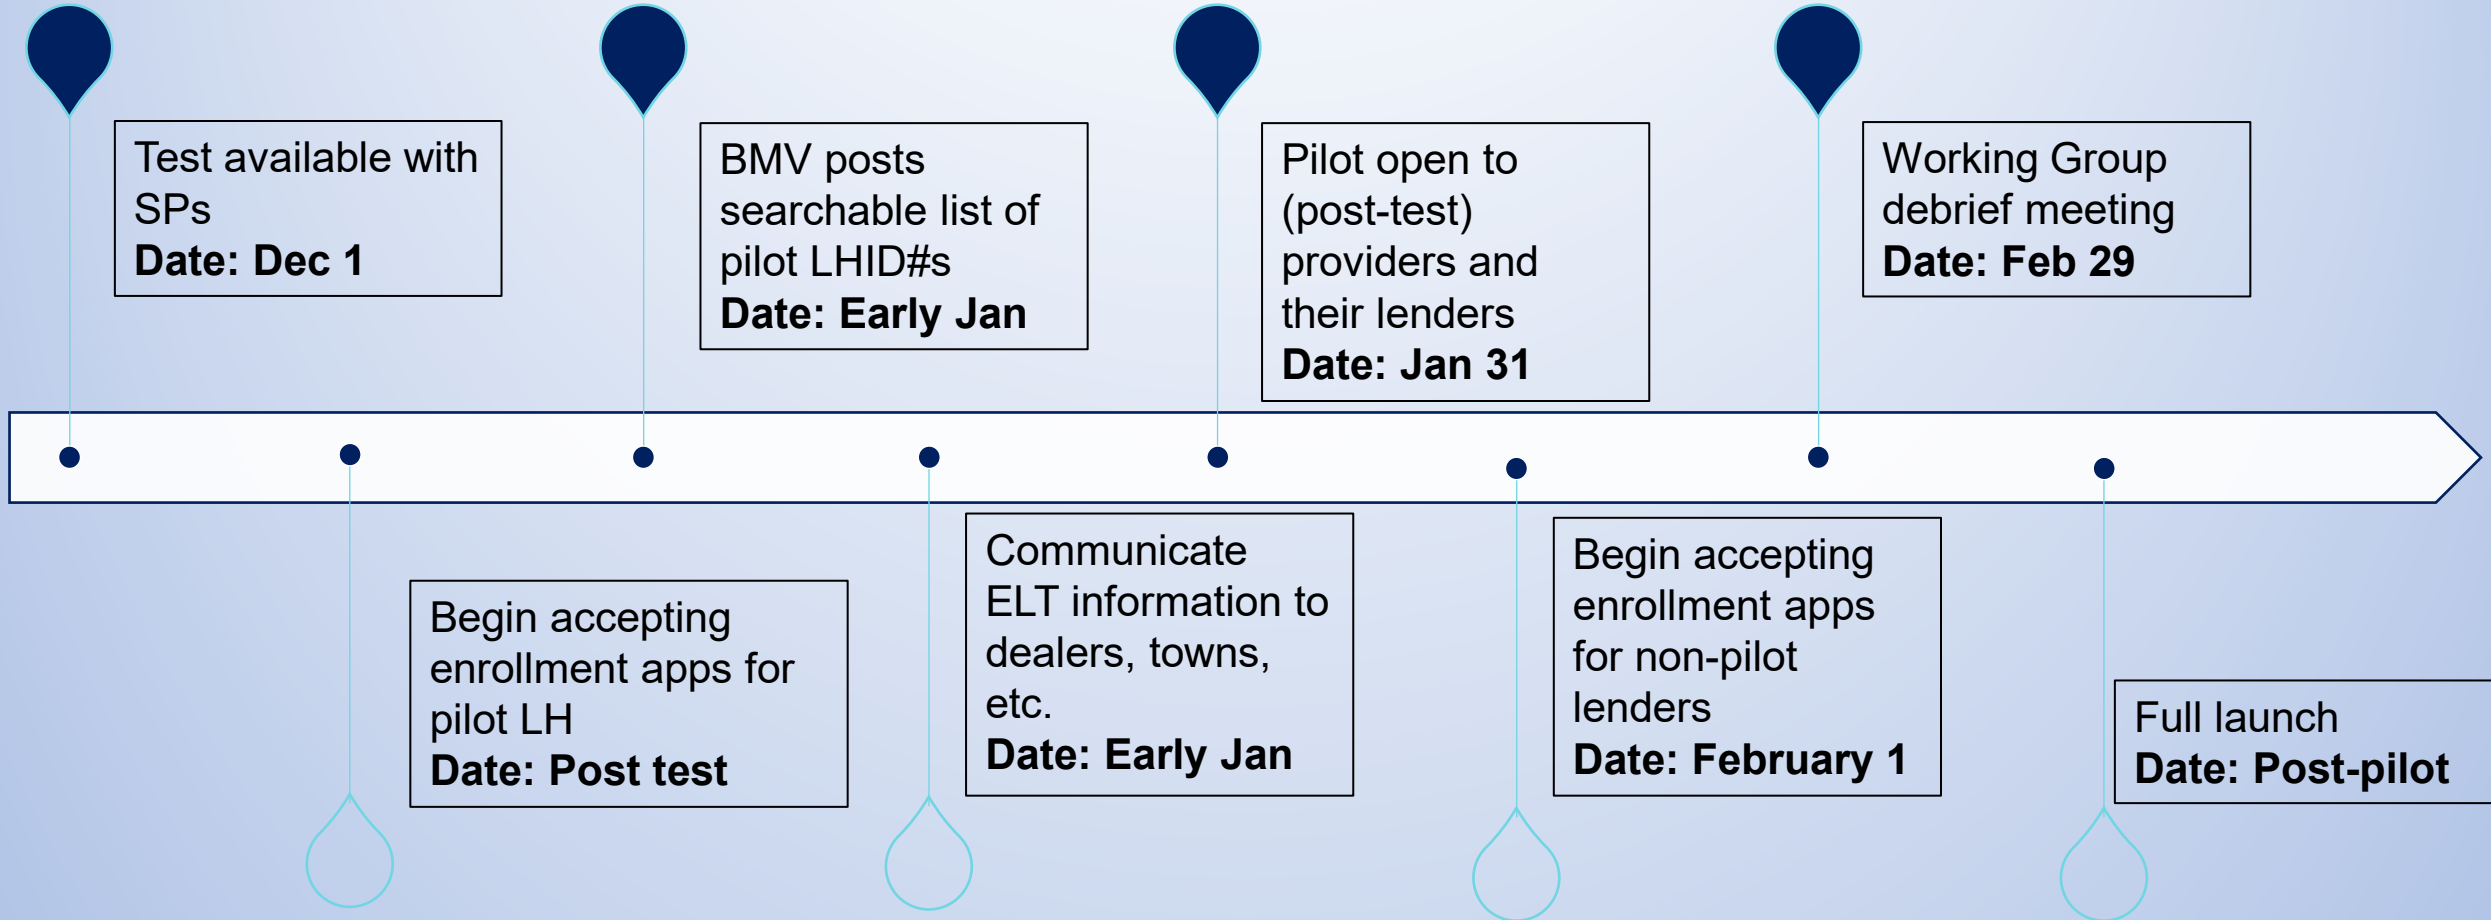 Test available with
SPs
Date: Dec 1
Begin accepting
enrollment apps for
pilot LH
Date: Post test
BMV posts
searchable list of
pilot LHID#s
Date: Early Jan
Communicate
ELT information to
dealers, towns,
etc.
Date: Early Jan
Pilot open to
(post-test)
providers and
their lenders
Date: Jan 31
Begin accepting
enrollment apps
for non-pilot
lenders
Date: February 1
Working Group
debrief meeting
Date: Feb 29
Full launch
Date: Post-pilot